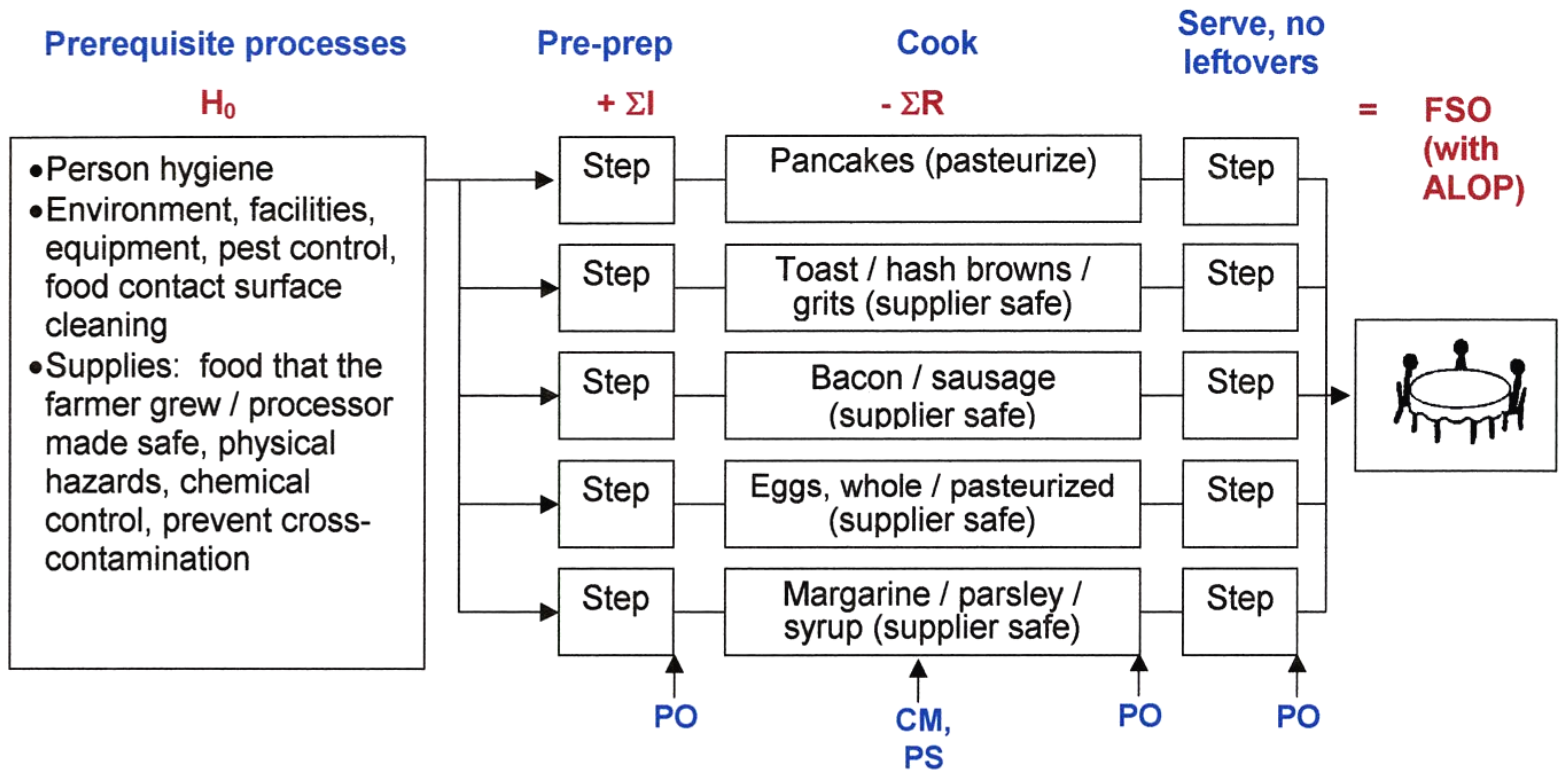 Prerequisite processes
Pre-prep
Cook
Serve, no
leftovers
H₀
+ ΣI
- ΣR
= FSO
(with
ALOP)
•Person hygiene
•Environment, facilities,
equipment, pest control,
food contact surface
cleaning
•Supplies: food that the
farmer grew / processor
made safe, physical
hazards, chemical
control, prevent cross-
contamination
Step
Pancakes (pasteurize)
Step
Step
Toast / hash browns /
grits (supplier safe)
Step
Step
Bacon / sausage
(supplier safe)
Step
Step
Eggs, whole / pasteurized
(supplier safe)
Step
Step
Margarine / parsley /
syrup (supplier safe)
Step
PO
CM,
PS
PO
PO